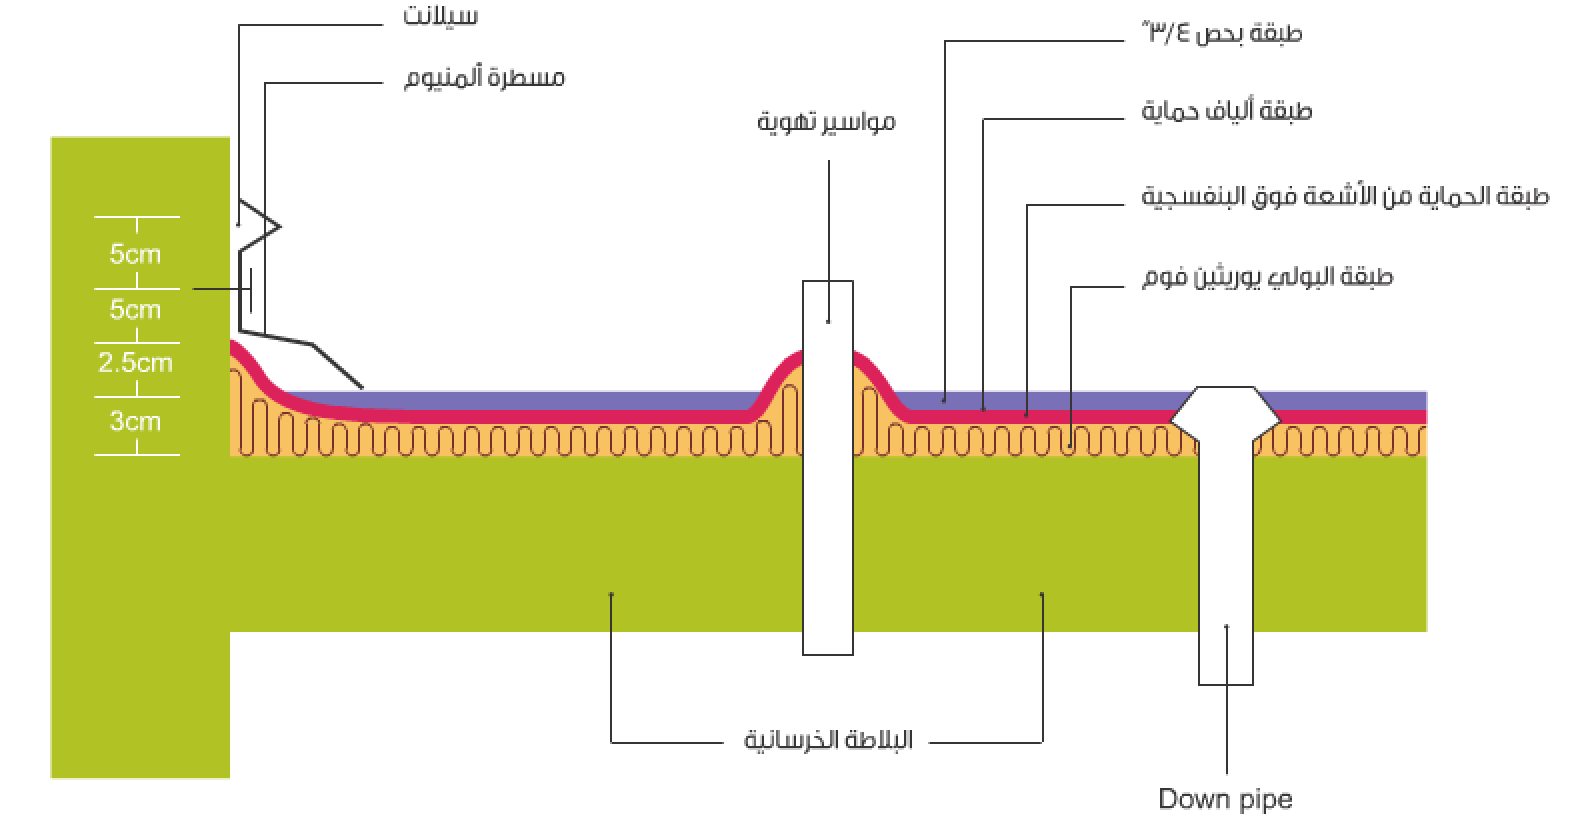 سيلانت
طبقة بحص ٣/٤"
مسطرة ألمنيوم
طبقة ألياف حماية
مواسير تهوية
طبقة الحماية من الأشعة فوق البنفسجية
5cm
طبقة البولي يوريثين فوم
5cm
2.5cm
3cm
البلاطة الخرسانية
Down pipe